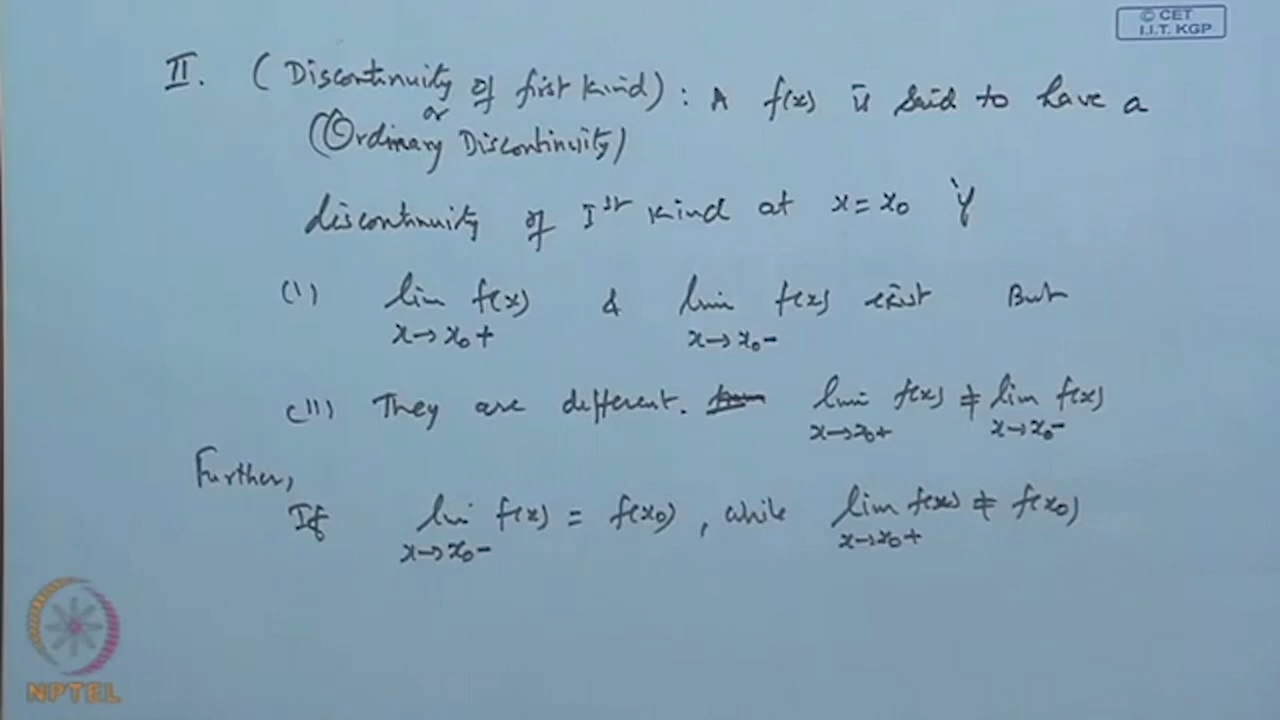 © CET
I.I.T. KGP
II. (Discontinuity of first kind) : A f(x) is said to have a
or
(Ordinary Discontinuity)
discontinuity of Ist kind at x = x₀ if
(i) lim f(x) & lim f(x) exist But
x→x₀+ x→x₀-
(ii) They are different. lim f(x) ≠ lim f(x)
x→x₀+ x→x₀-
Further,
If lim f(x) = f(x₀), while lim f(x) ≠ f(x₀)
x→x₀- x→x₀+
NPTEL